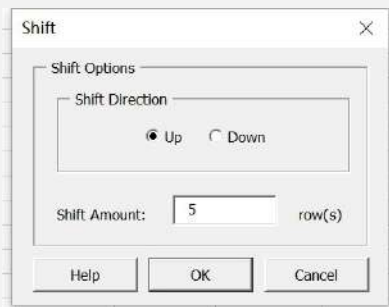 Shift
Shift Options
Shift Direction
Up Down
Shift Amount: 5 row(s)
Help OK Cancel